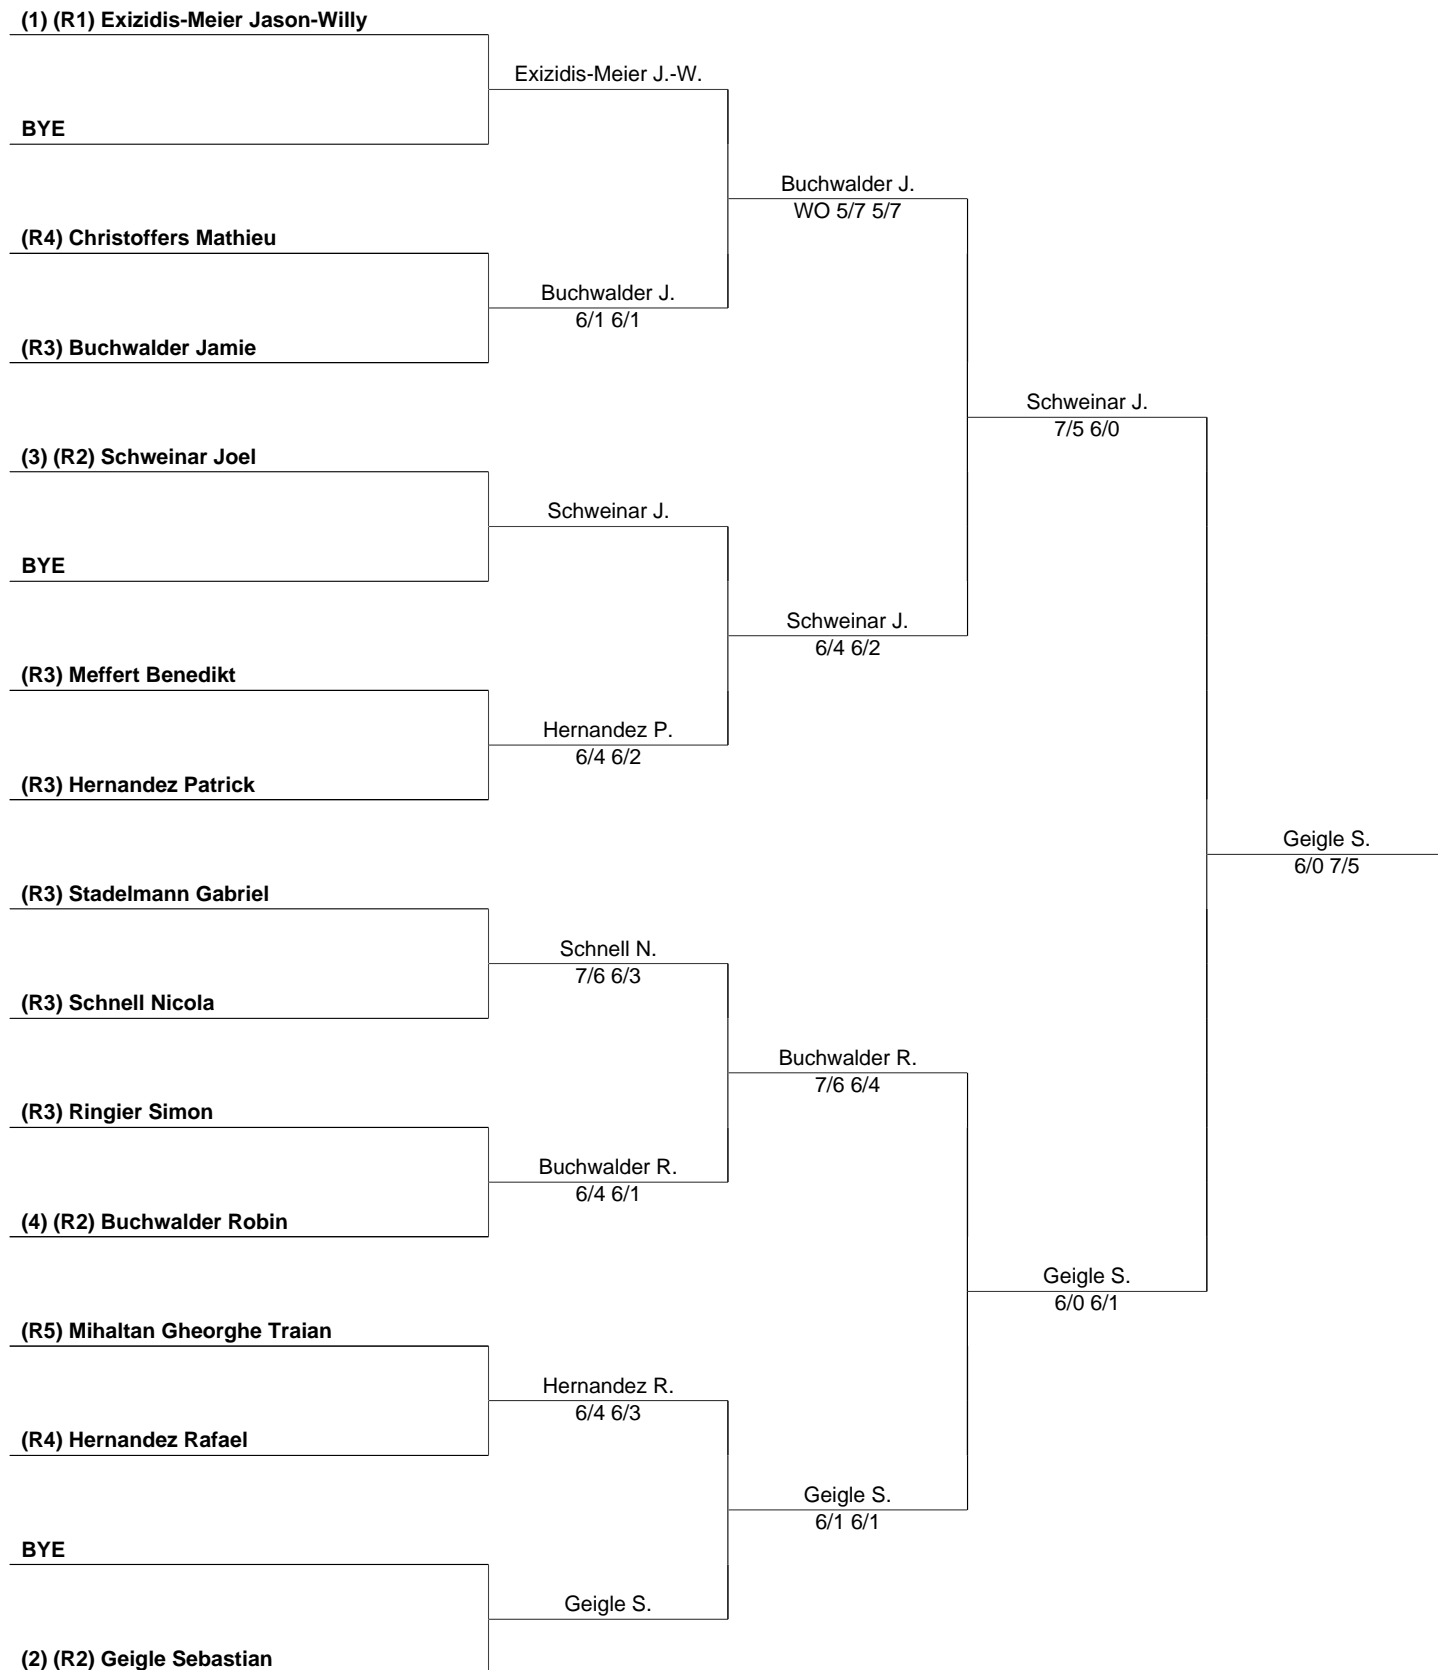 (1) (R1) Exizidis-Meier Jason-Willy
Exizidis-Meier J.-W.
BYE
Buchwalder J.
WO 5/7 5/7
(R4) Christoffers Mathieu
Buchwalder J.
6/1 6/1
(R3) Buchwalder Jamie
Schweinar J.
7/5 6/0
(3) (R2) Schweinar Joel
Schweinar J.
BYE
Schweinar J.
6/4 6/2
(R3) Meffert Benedikt
Hernandez P.
6/4 6/2
(R3) Hernandez Patrick
Geigle S.
6/0 7/5
(R3) Stadelmann Gabriel
Schnell N.
7/6 6/3
(R3) Schnell Nicola
Buchwalder R.
7/6 6/4
(R3) Ringier Simon
Buchwalder R.
6/4 6/1
(4) (R2) Buchwalder Robin
Geigle S.
6/0 6/1
(R5) Mihaltan Gheorghe Traian
Hernandez R.
6/4 6/3
(R4) Hernandez Rafael
Geigle S.
6/1 6/1
BYE
Geigle S.
(2) (R2) Geigle Sebastian